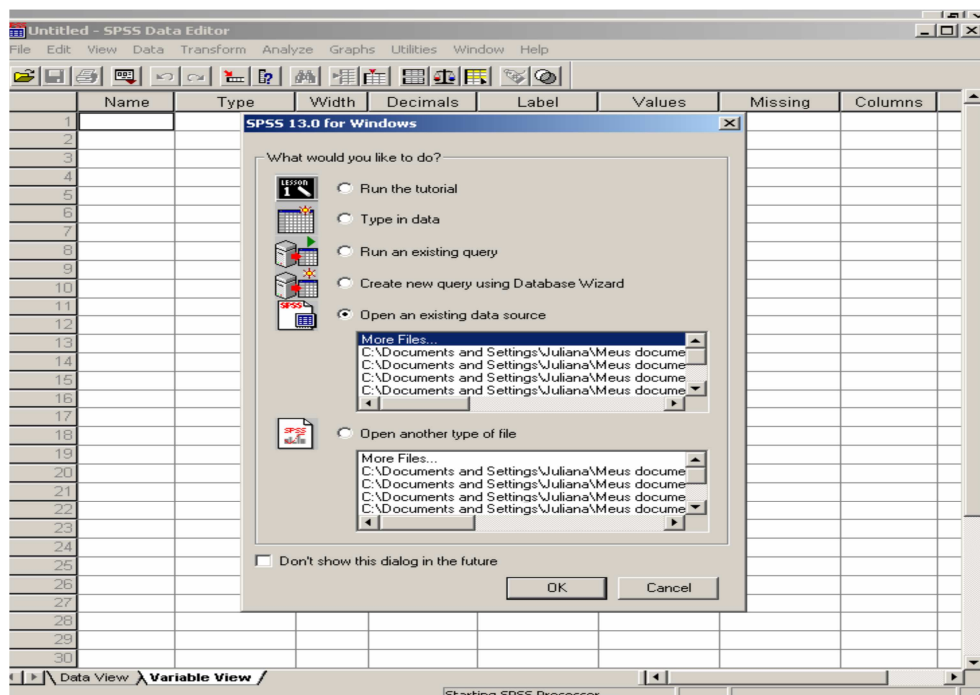 Untitled - SPSS Data Editor
File Edit View Data Transform Analyze Graphs Utilities Window Help
Name Type Width Decimals Label Values Missing Columns
1
2
3
4
5
6
7
8
9
10
11
12
13
14
15
16
17
18
19
20
21
22
23
24
25
26
27
28
29
30
SPSS 13.0 for Windows
What would you like to do?
LESSON
1
Run the tutorial
Type in data
Run an existing query
Create new query using Database Wizard
SPSS
Open an existing data source
More Files...
C:\Documents and Settings\Juliana\Meus docume
C:\Documents and Settings\Juliana\Meus docume
C:\Documents and Settings\Juliana\Meus docume
C:\Documents and Settings\Juliana\Meus docume
SPSS
Open another type of file
More Files...
C:\Documents and Settings\Juliana\Meus docume
C:\Documents and Settings\Juliana\Meus docume
C:\Documents and Settings\Juliana\Meus docume
C:\Documents and Settings\Juliana\Meus docume
Don't show this dialog in the future
OK Cancel
Data View Variable View
Starting SPSS Processor